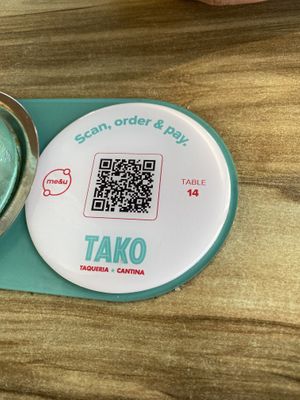 Scan, order & pay.
me&u
TABLE
14
TAKO
TAQUERIA ★ CANTINA